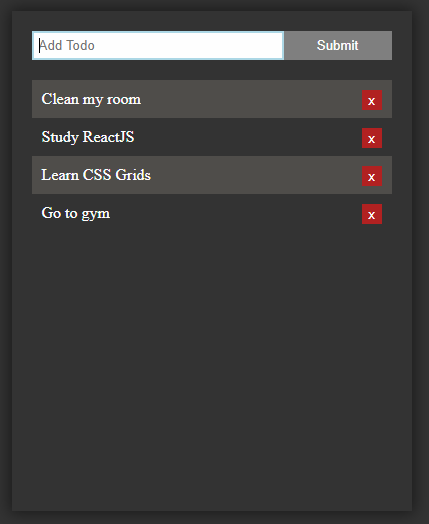 Add Todo
Submit
Clean my room
x
Study ReactJS
x
Learn CSS Grids
x
Go to gym
x